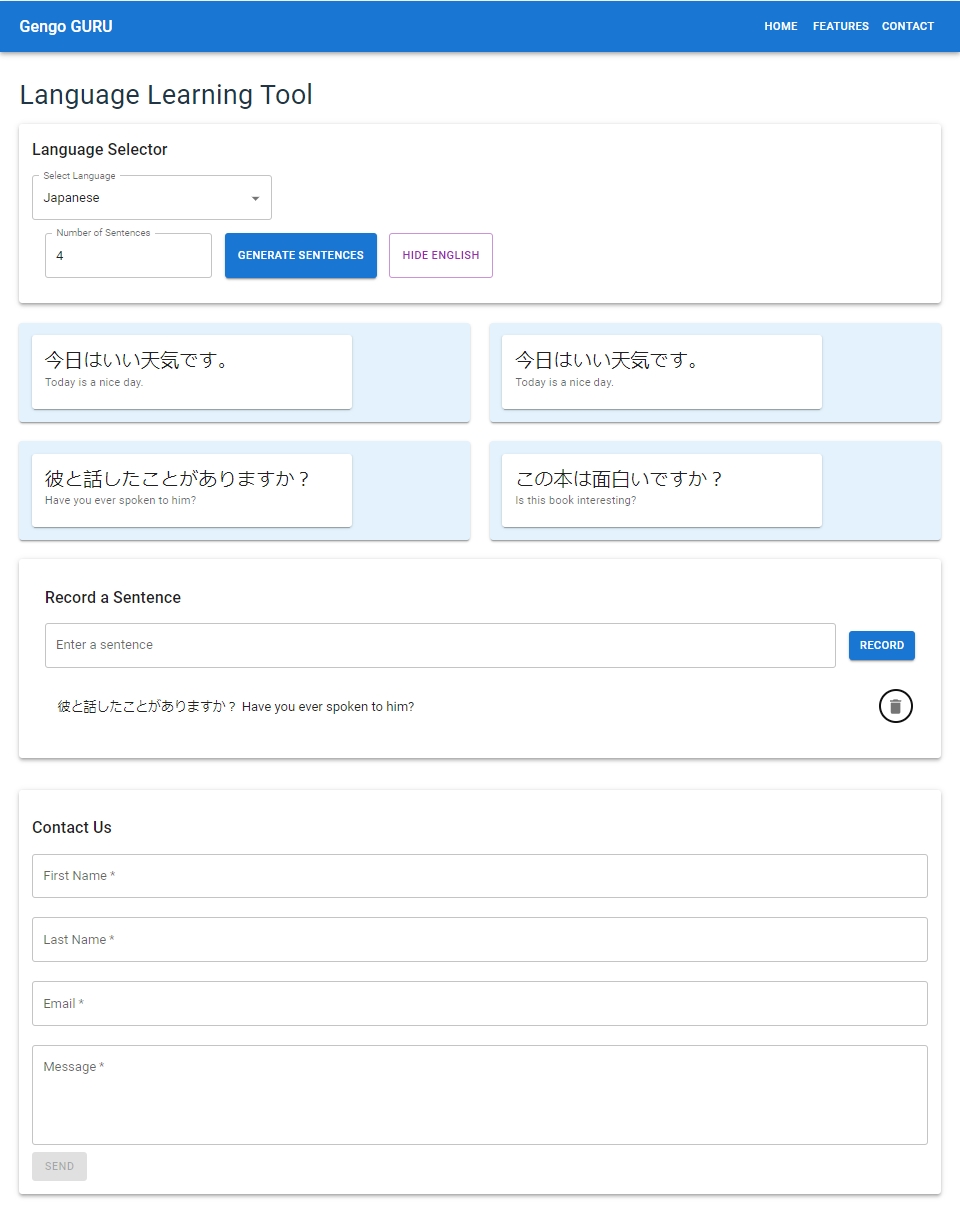 Gengo GURU
HOME FEATURES CONTACT
Language Learning Tool
Language Selector
Select Language
Japanese
Number of Sentences
4
GENERATE SENTENCES
HIDE ENGLISH
今日はいい天気です。
Today is a nice day.
今日はいい天気です。
Today is a nice day.
彼と話したことがありますか？
Have you ever spoken to him?
この本は面白いですか？
Is this book interesting?
Record a Sentence
Enter a sentence
RECORD
彼と話したことがありますか？ Have you ever spoken to him?
Contact Us
First Name *
Last Name *
Email *
Message *
SEND